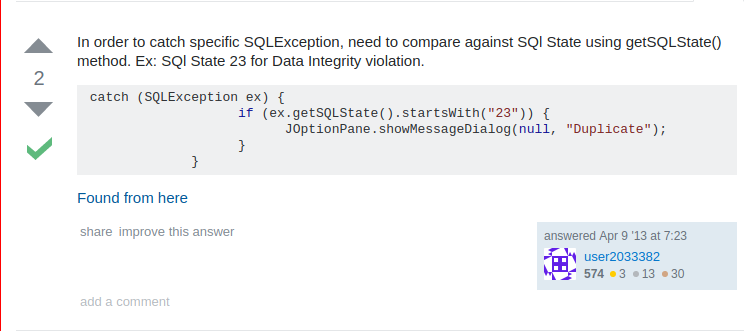 In order to catch specific SQLException, need to compare against SQl State using getSQLState()
2
method. Ex: SQl State 23 for Data Integrity violation.
catch (SQLException ex) {
if (ex.getSQLState().startsWith("23")) {
JOptionPane.showMessageDialog(null, "Duplicate");
}
}
Found from here
share improve this answer
answered Apr 9 '13 at 7:23
user2033382
574 3 13 30
add a comment